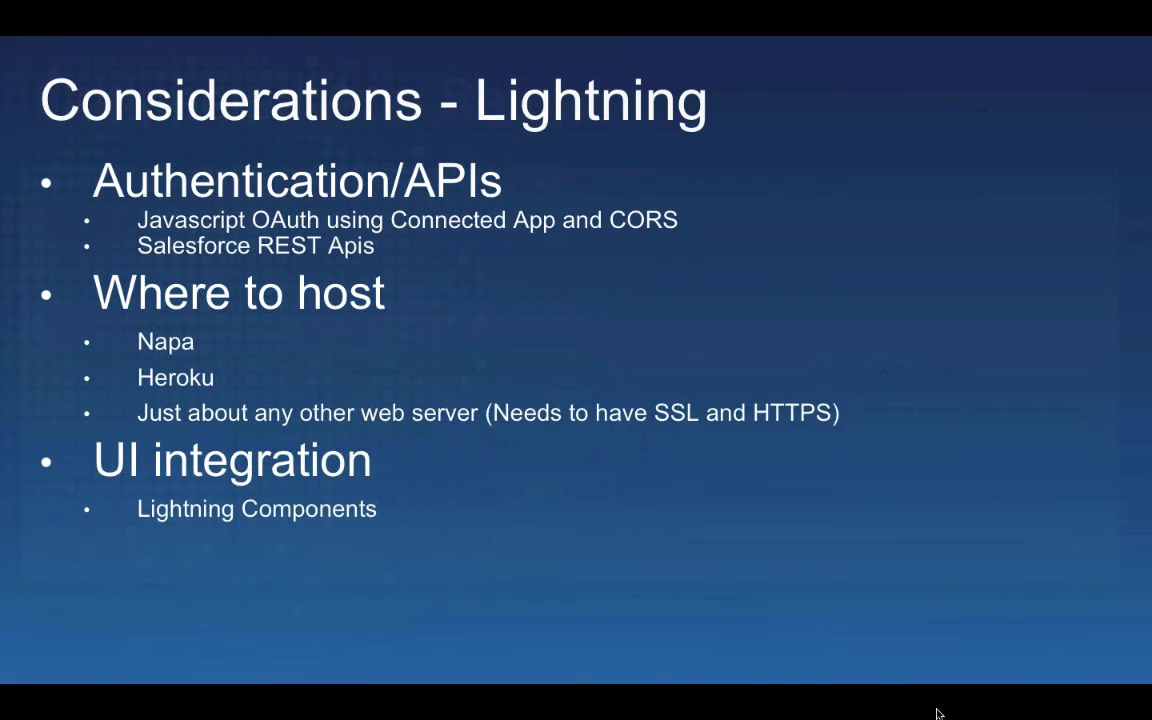 Considerations - Lightning
• Authentication/APIs
• Javascript OAuth using Connected App and CORS
• Salesforce REST Apis
• Where to host
• Napa
• Heroku
• Just about any other web server (Needs to have SSL and HTTPS)
• UI integration
• Lightning Components